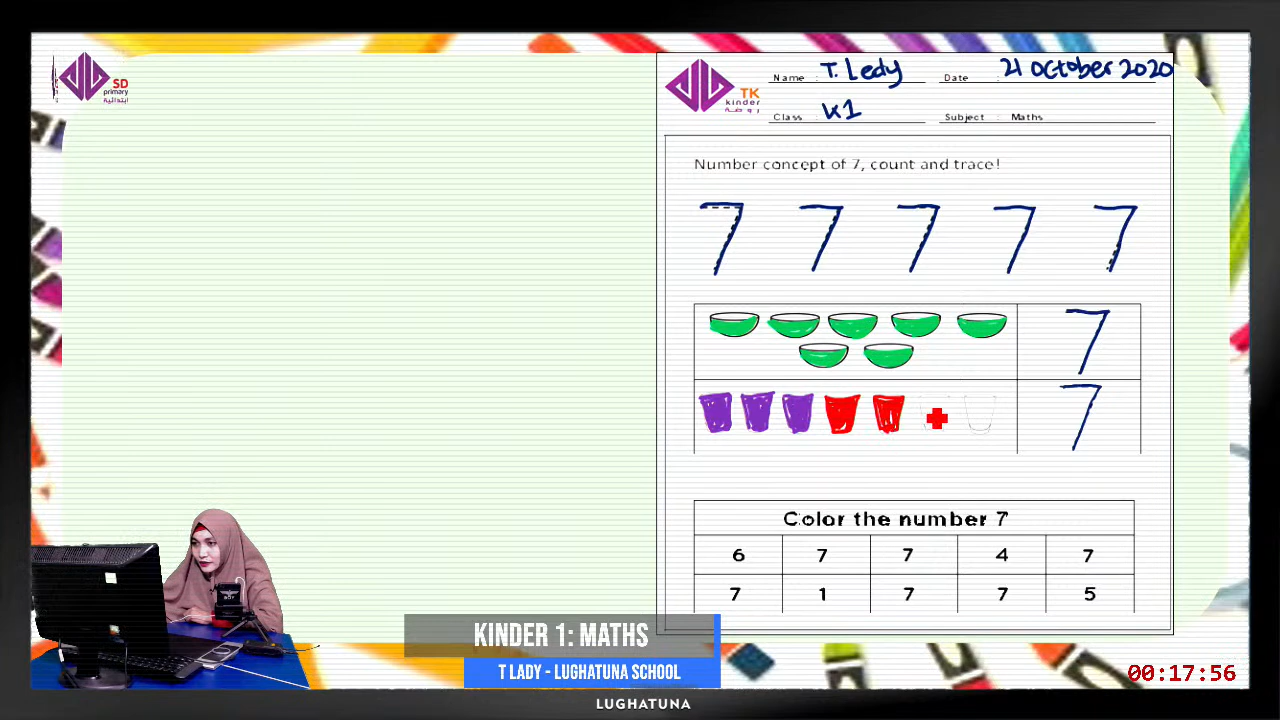 SD
primary
ابتدائية
TK
kinder
روضة
Name : T. Ledy Date : 21 October 2020
Class : K1 Subject : Maths
Number concept of 7, count and trace!
7 7 7 7 7
7
7
Color the number 7
6 7 7 4 7
7 1 7 7 5
KINDER 1: MATHS
T LADY - LUGHATUNA SCHOOL
00:17:56
LUGHATUNA